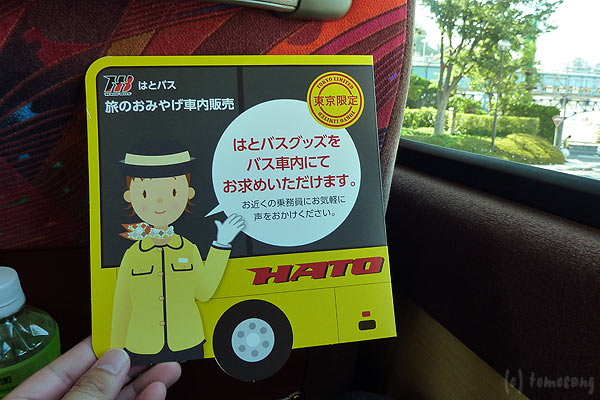 はとバス
旅のおみやげ車内販売
TOKYO LIMITED
東京限定
はとバスグッズを
バス車内にて
お求めいただけます。
お近くの乗務員にお気軽に
声をおかけください。
HATO
(c) tomosang